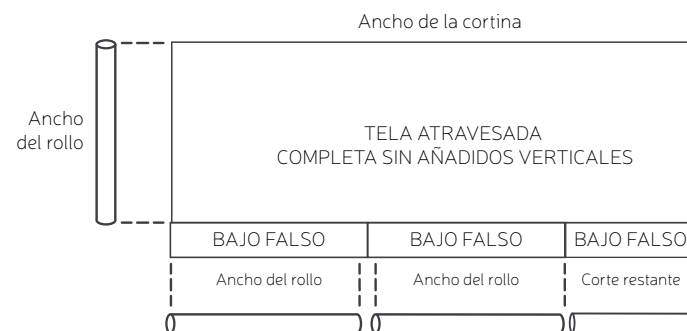 Ancho de la cortina
Ancho
del rollo
TELA ATRAVESADA
COMPLETA SIN AÑADIDOS VERTICALES
BAJO FALSO
BAJO FALSO
BAJO FALSO
Ancho del rollo
Ancho del rollo
Corte restante